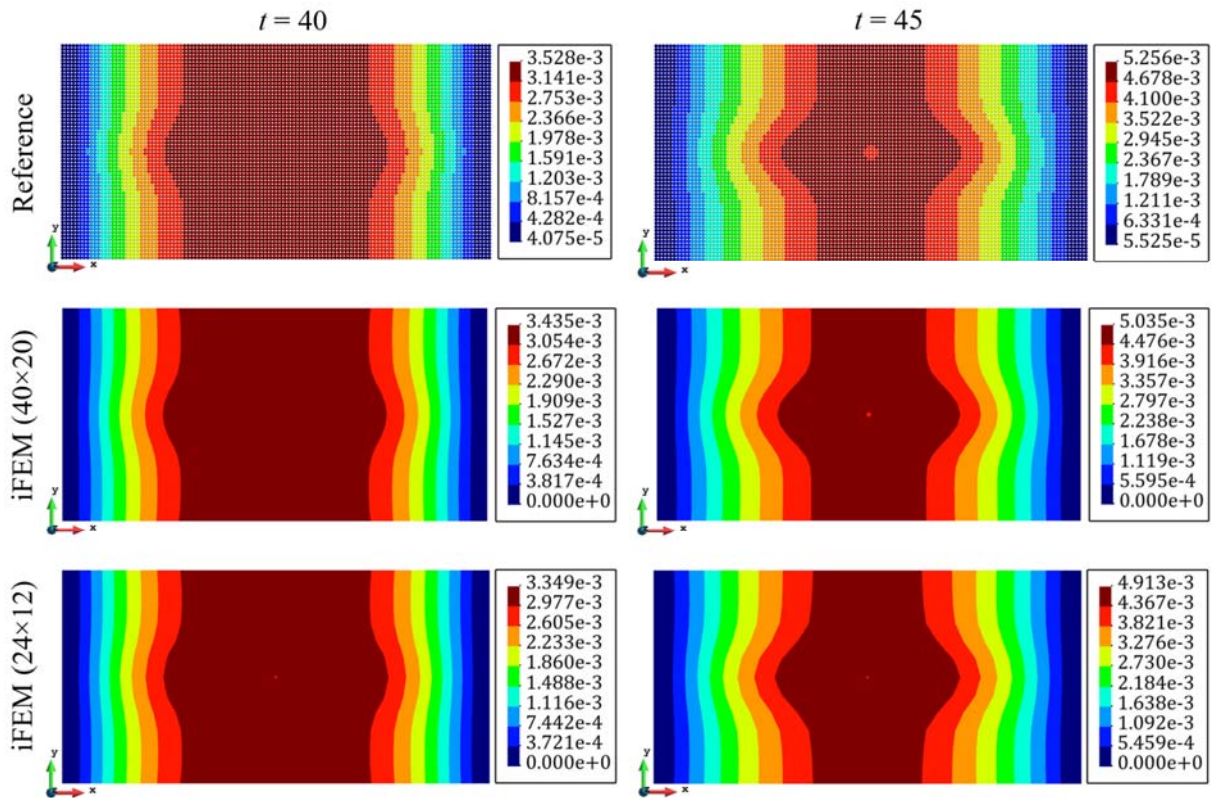 t = 40
t = 45
Reference
3.528e-3
3.141e-3
2.753e-3
2.366e-3
1.978e-3
1.591e-3
1.203e-3
8.157e-4
4.282e-4
4.075e-5
y
x
5.256e-3
4.678e-3
4.100e-3
3.522e-3
2.945e-3
2.367e-3
1.789e-3
1.211e-3
6.331e-4
5.525e-5
y
x
iFEM (40×20)
3.435e-3
3.054e-3
2.672e-3
2.290e-3
1.909e-3
1.527e-3
1.145e-3
7.634e-4
3.817e-4
0.000e+0
y
x
5.035e-3
4.476e-3
3.916e-3
3.357e-3
2.797e-3
2.238e-3
1.678e-3
1.119e-3
5.595e-4
0.000e+0
y
x
iFEM (24×12)
3.349e-3
2.977e-3
2.605e-3
2.233e-3
1.860e-3
1.488e-3
1.116e-3
7.442e-4
3.721e-4
0.000e+0
y
x
4.913e-3
4.367e-3
3.821e-3
3.276e-3
2.730e-3
2.184e-3
1.638e-3
1.092e-3
5.459e-4
0.000e+0
y
x